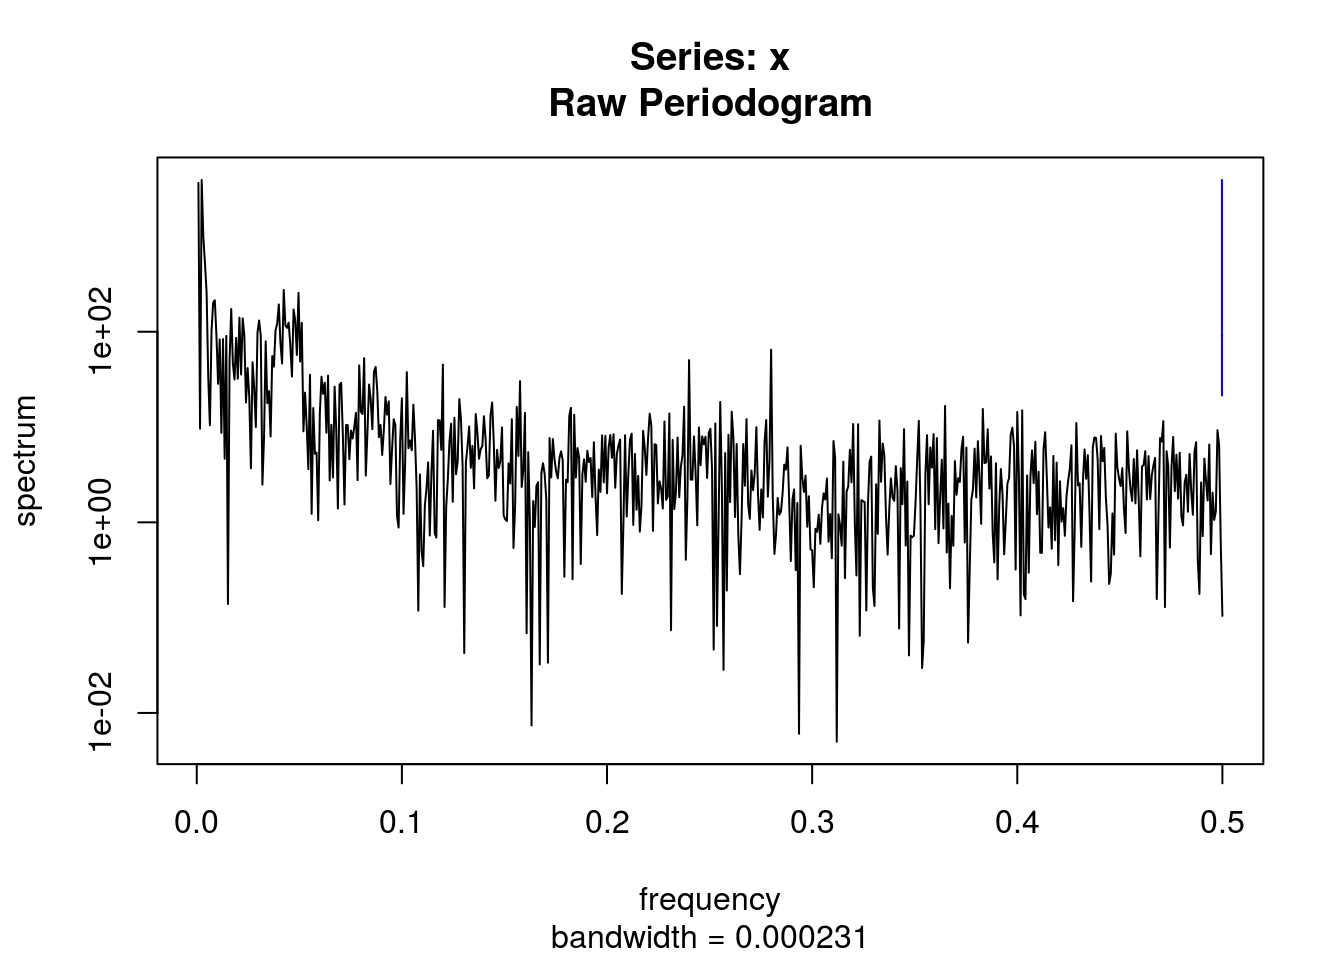 Series: x
Raw Periodogram
spectrum
1e+02
1e+00
1e-02
0.0 0.1 0.2 0.3 0.4 0.5
frequency
bandwidth = 0.000231